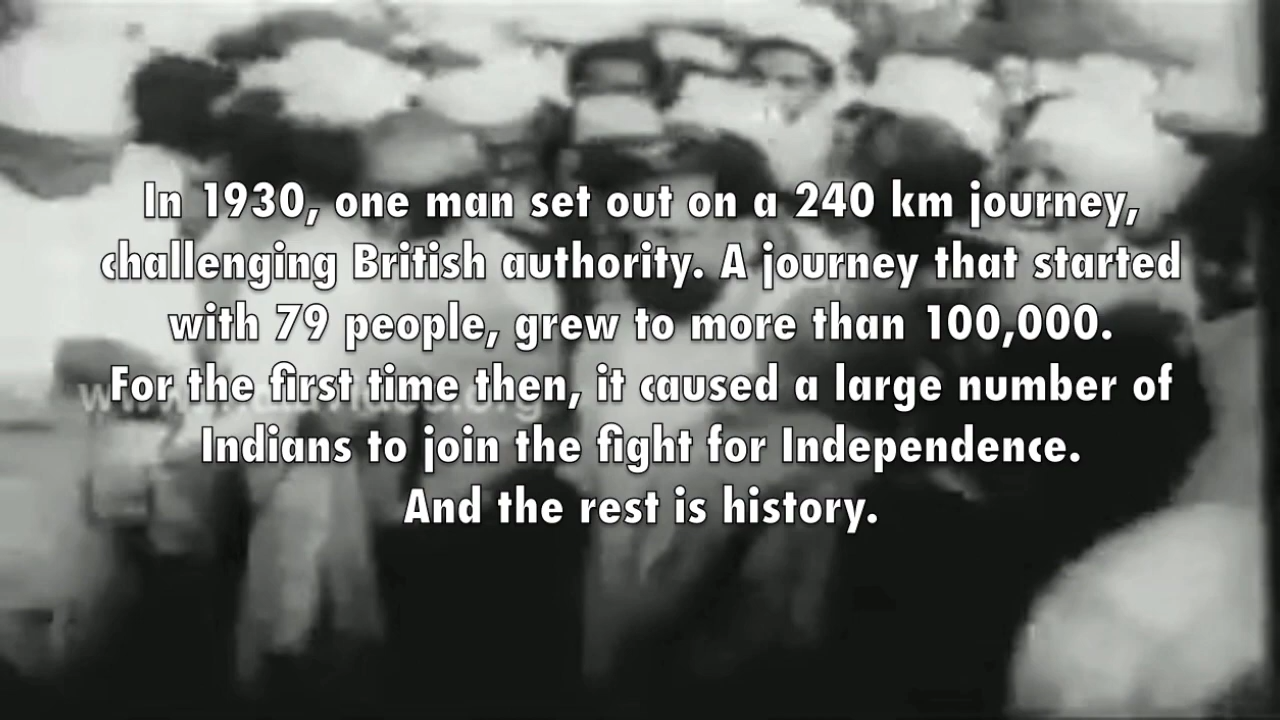 In 1930, one man set out on a 240 km journey,
challenging British authority. A journey that started
with 79 people, grew to more than 100,000.
For the first time then, it caused a large number of
Indians to join the fight for Independence.
And the rest is history.